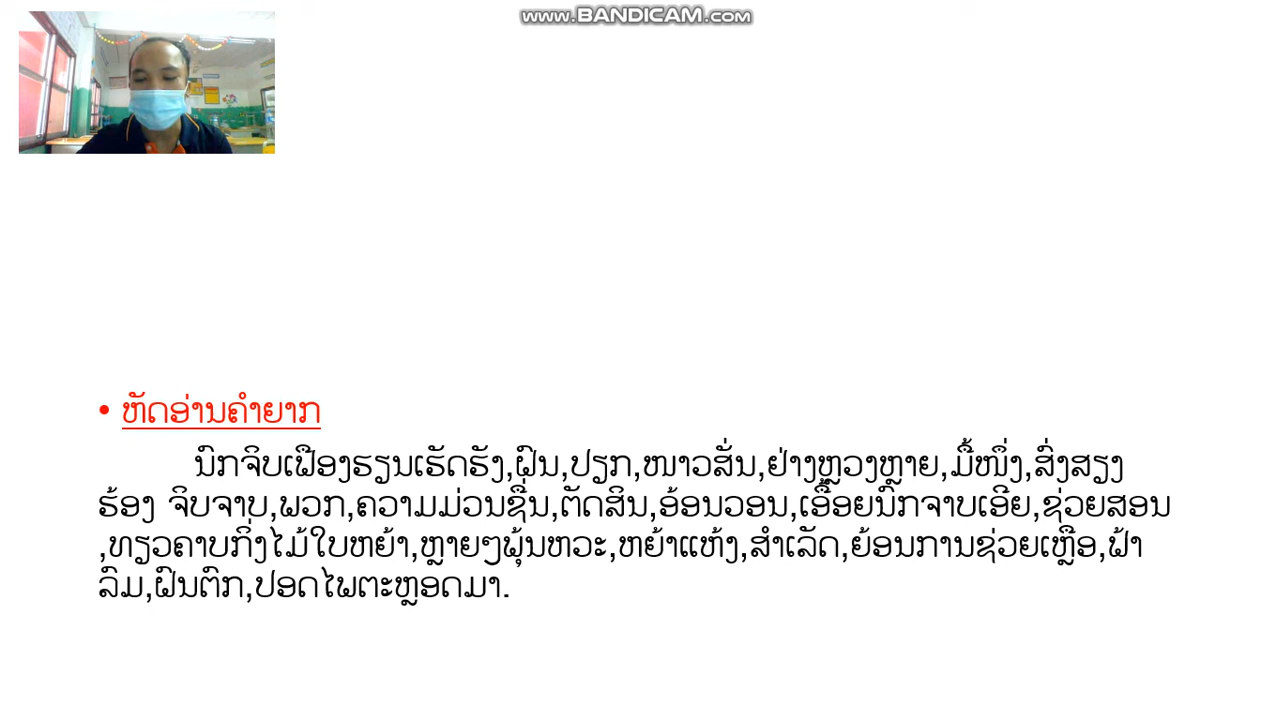 WWW.BANDICAM.COM
• ຫັດອ່ານຄຳຍາກ
ນົກຈິບເຟືອງຮຽນເຮັດຮັງ,ຝົນ,ປຽກ,ໜາວສັ່ນ,ຢ່າງຫຼວງຫຼາຍ,ມື້ໜຶ່ງ,ສົ່ງສຽງ
ຮ້ອງ ຈິບຈາບ,ພວກ,ຄວາມມ່ວນຊື່ນ,ຕັດສິນ,ອ້ອນວອນ,ເອື້ອຍນົກຈາບເອີຍ,ຊ່ວຍສອນ
,ທຽວຄາບກິ່ງໄມ້ໃບຫຍ້າ,ຫຼາຍໆພຸ້ນຫວະ,ຫຍ້າແຫ້ງ,ສຳເລັດ,ຍ້ອນການຊ່ວຍເຫຼືອ,ຟ້າ
ລົມ,ຝົນຕົກ,ປອດໄພຕະຫຼອດມາ.